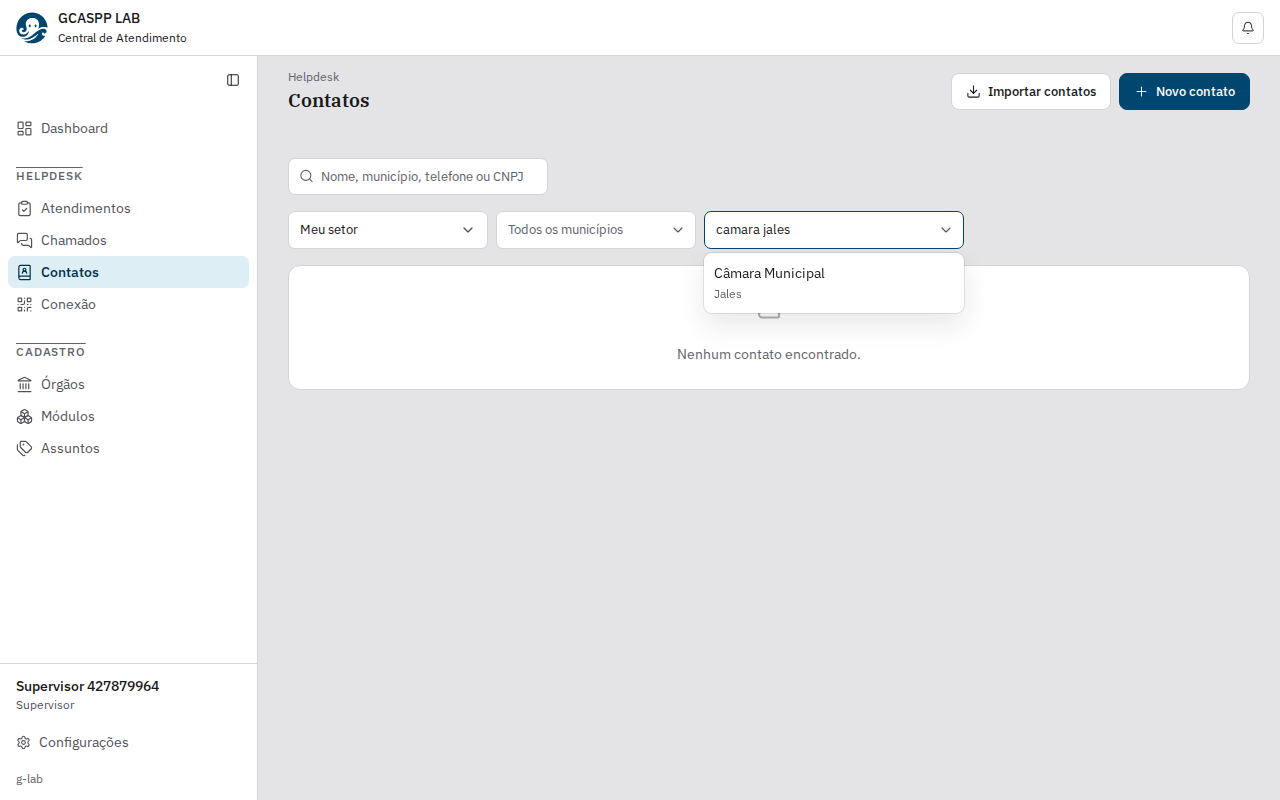 GCASPP LAB
Central de Atendimento
Dashboard
HELPDESK
Atendimentos
Chamados
Contatos
Conexão
CADASTRO
Órgãos
Módulos
Assuntos
Supervisor 427879964
Supervisor
Configurações
g-lab
Helpdesk
Contatos
Importar contatos
Novo contato
Nome, município, telefone ou CNPJ
Meu setor
Todos os municípios
camara jales
Câmara Municipal
Jales
Nenhum contato encontrado.